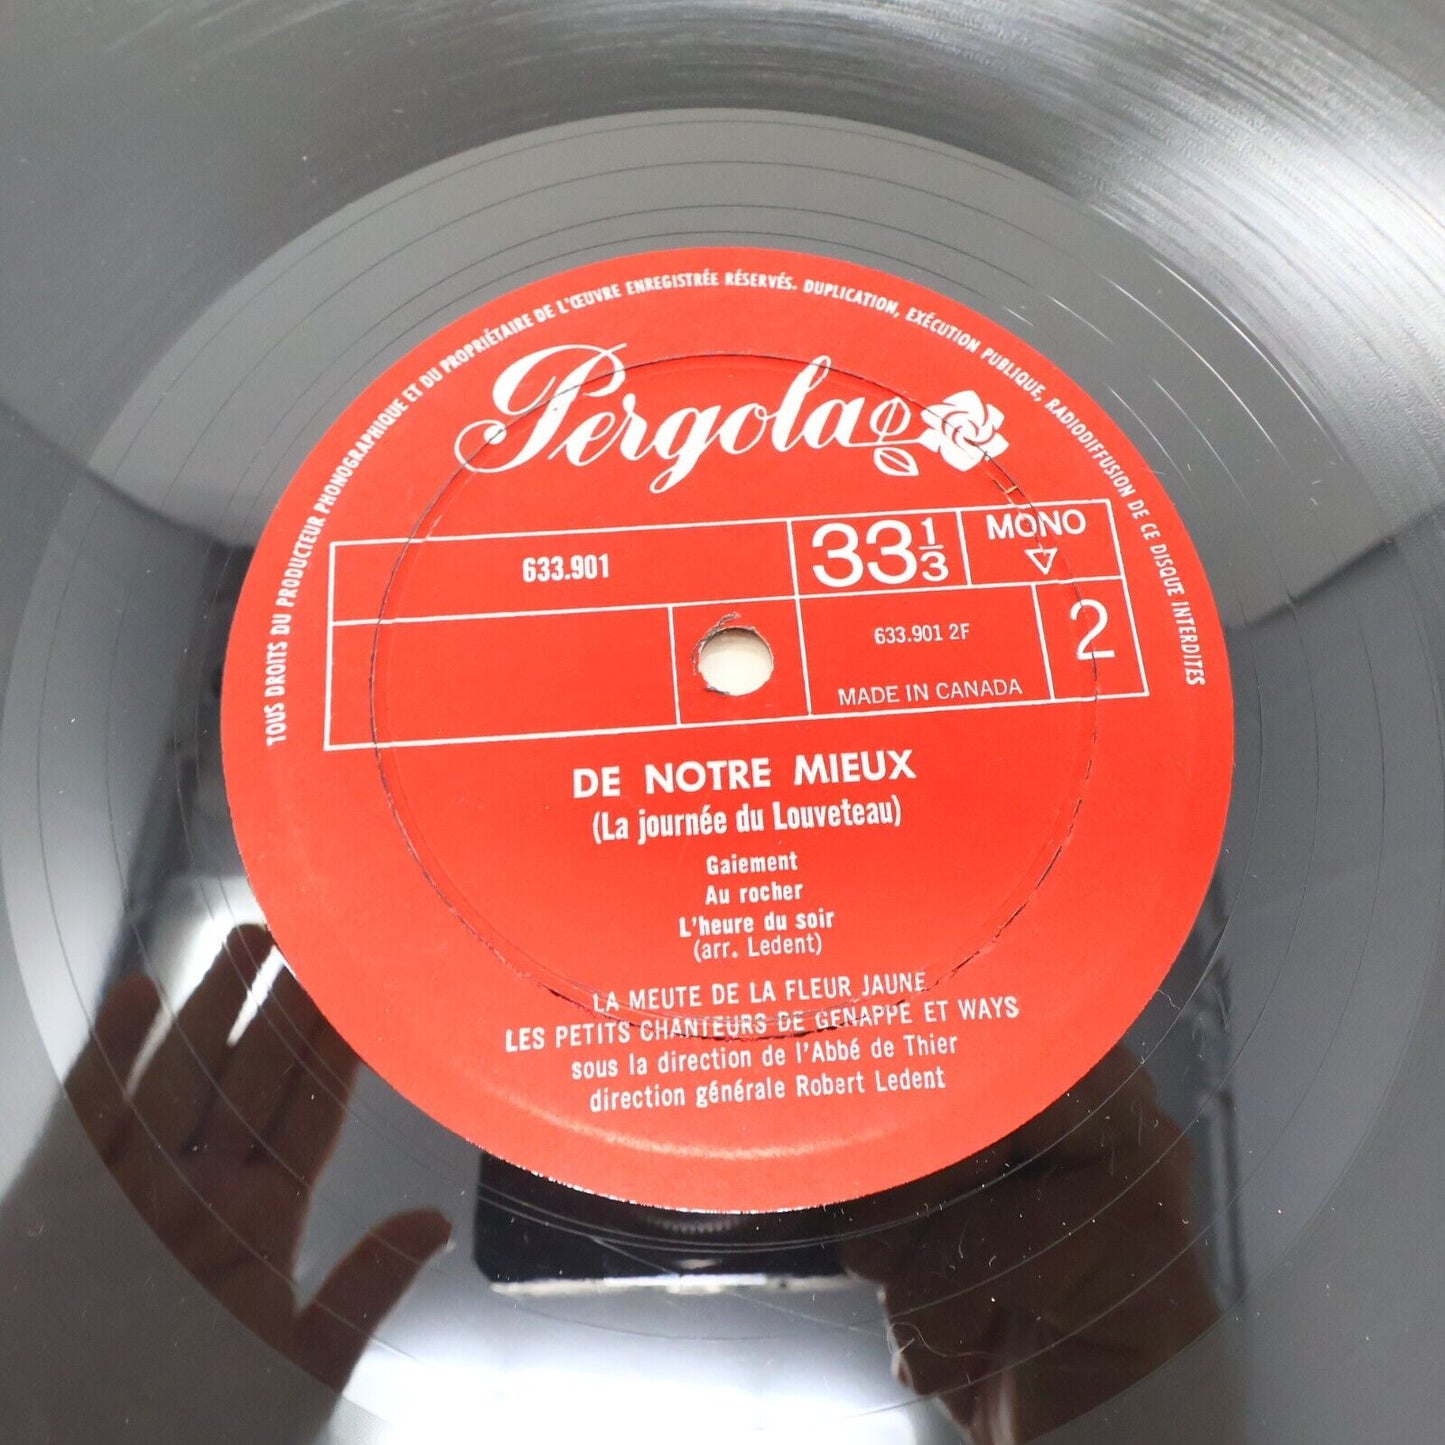 TOUS DROITS DU PRODUCTEUR PHONOGRAPHIQUE ET DU PROPRIÉTAIRE DE L'ŒUVRE ENREGISTRÉE RÉSERVÉS. DUPLICATION, EXÉCUTION PUBLIQUE, RADIODIFFUSION DE CE DISQUE INTERDITES
Pergola
633.901
33 1/3
MONO
633.901 2F
2
MADE IN CANADA
DE NOTRE MIEUX
(La journée du Louveteau)
Gaiement
Au rocher
L'heure du soir
(arr. Ledent)
LA MEUTE DE LA FLEUR JAUNE
LES PETITS CHANTEURS DE GENAPPE ET WAYS
sous la direction de l'Abbé de Thier
direction générale Robert Ledent